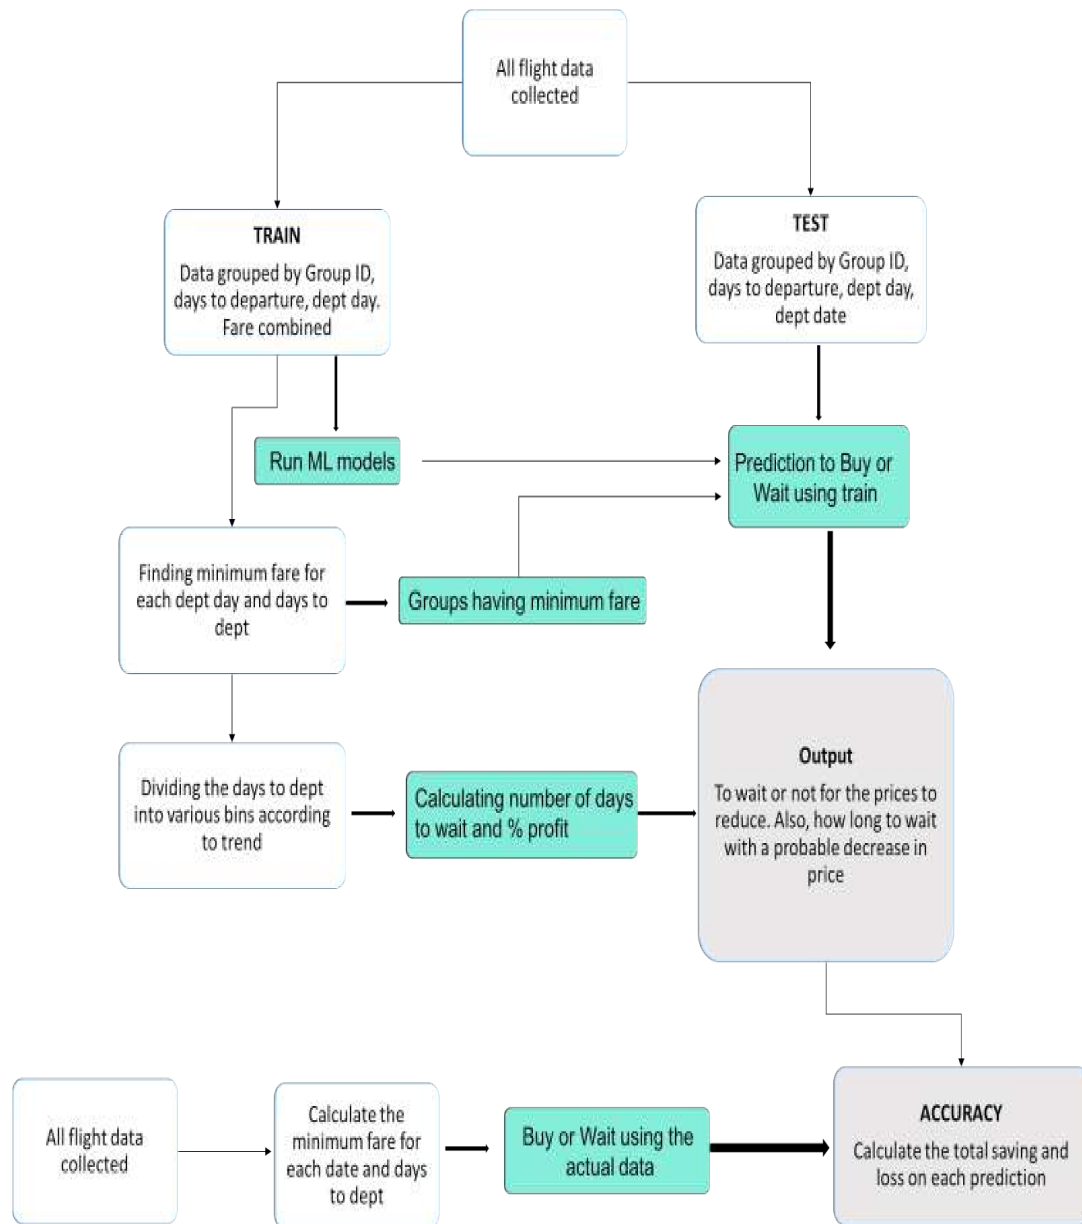 All flight data
collected
TRAIN
Data grouped by Group ID,
days to departure, dept day.
Fare combined
TEST
Data grouped by Group ID,
days to departure, dept day,
dept date
Run ML models
Prediction to Buy or
Wait using train
Finding minimum fare for
each dept day and days to
dept
Groups having minimum fare
Dividing the days to dept
into various bins according
to trend
Calculating number of days
to wait and % profit
Output
To wait or not for the prices to
reduce. Also, how long to wait
with a probable decrease in
price
All flight data
collected
Calculate the
minimum fare for
each date and days
to dept
Buy or Wait using the
actual data
ACCURACY
Calculate the total saving and
loss on each prediction